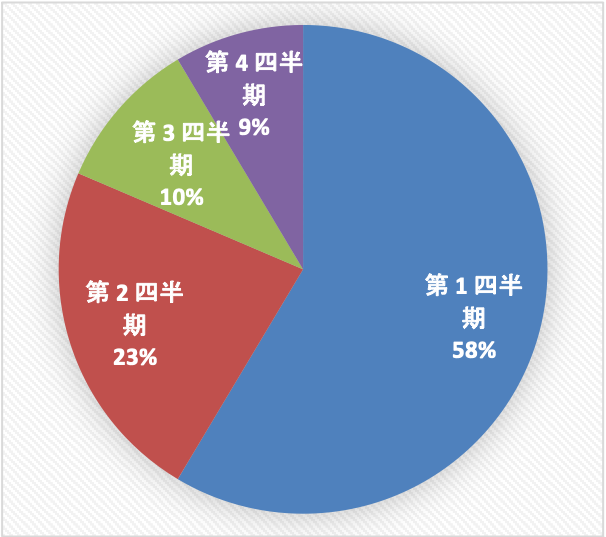 第 1 四半
期
58%
第 2 四半
期
23%
第 3 四半
期
10%
第 4 四半
期
9%